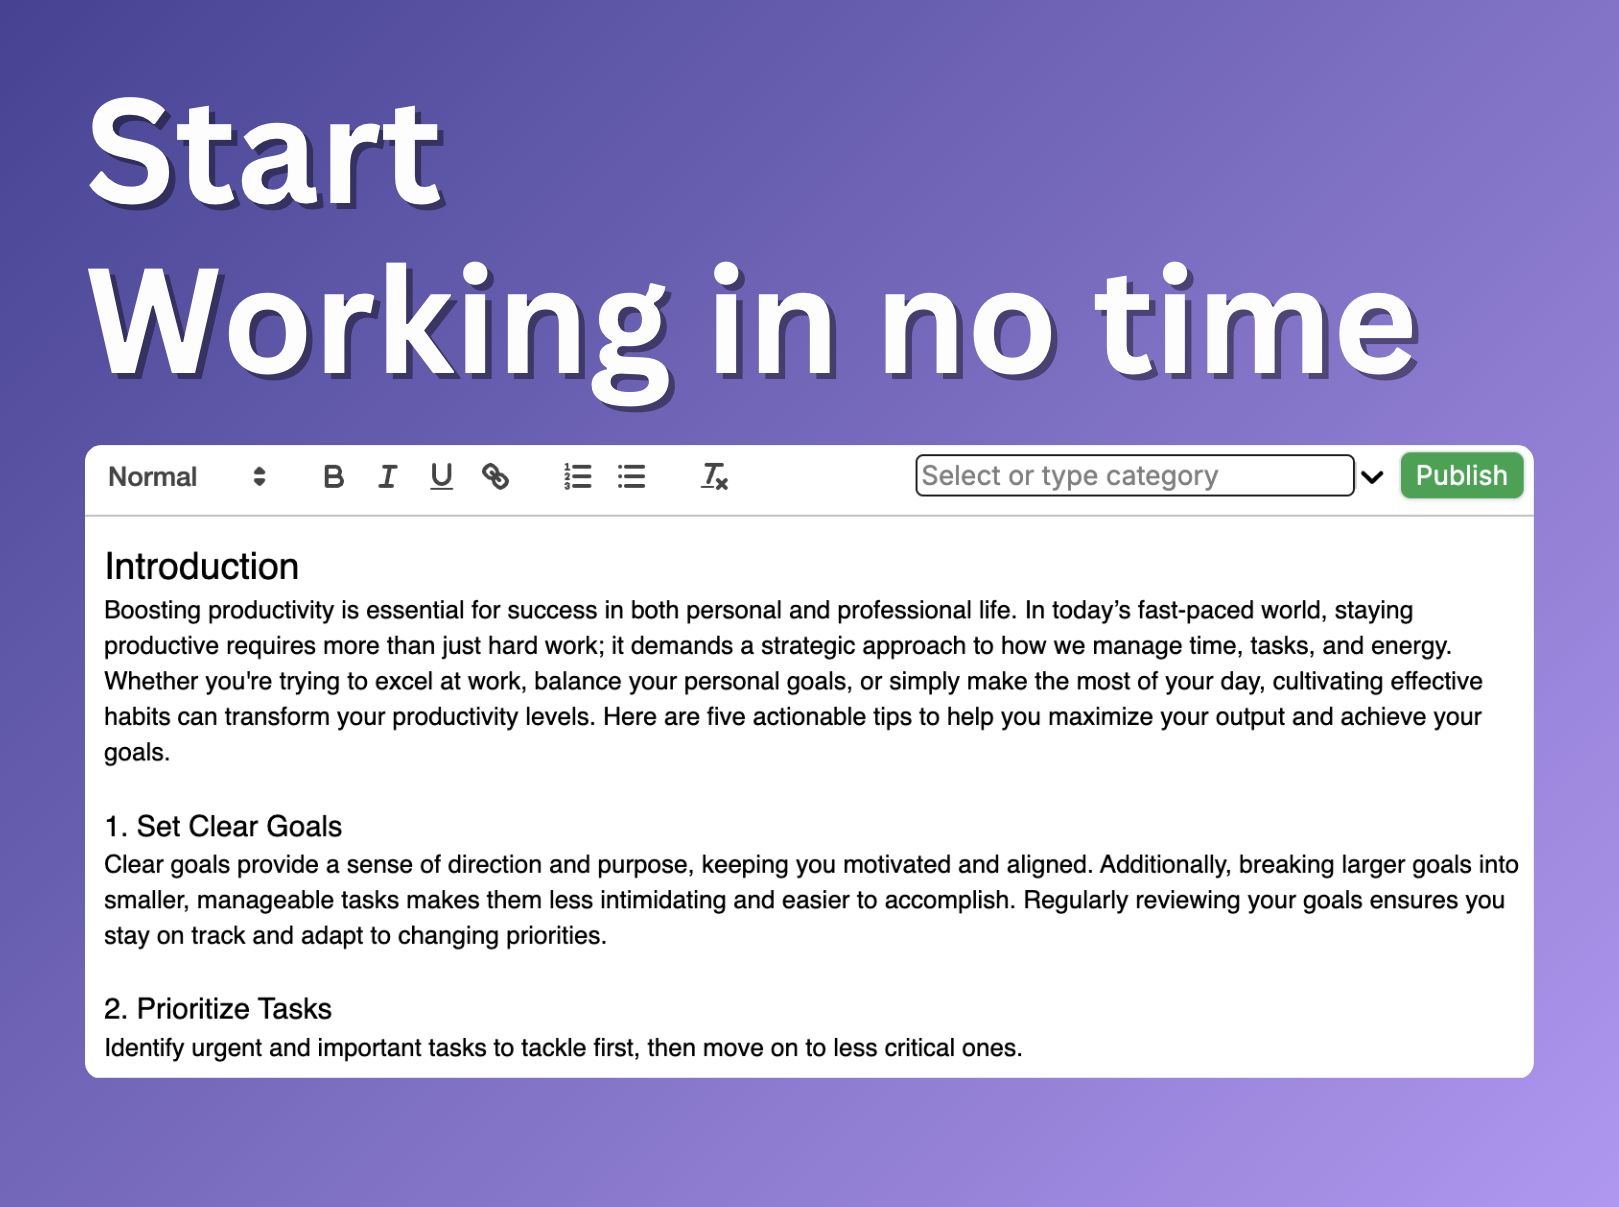 Start
Working in no time
Normal B I U Tx Select or type category Publish
Introduction
Boosting productivity is essential for success in both personal and professional life. In today’s fast-paced world, staying
productive requires more than just hard work; it demands a strategic approach to how we manage time, tasks, and energy.
Whether you're trying to excel at work, balance your personal goals, or simply make the most of your day, cultivating effective
habits can transform your productivity levels. Here are five actionable tips to help you maximize your output and achieve your
goals.
1. Set Clear Goals
Clear goals provide a sense of direction and purpose, keeping you motivated and aligned. Additionally, breaking larger goals into
smaller, manageable tasks makes them less intimidating and easier to accomplish. Regularly reviewing your goals ensures you
stay on track and adapt to changing priorities.
2. Prioritize Tasks
Identify urgent and important tasks to tackle first, then move on to less critical ones.